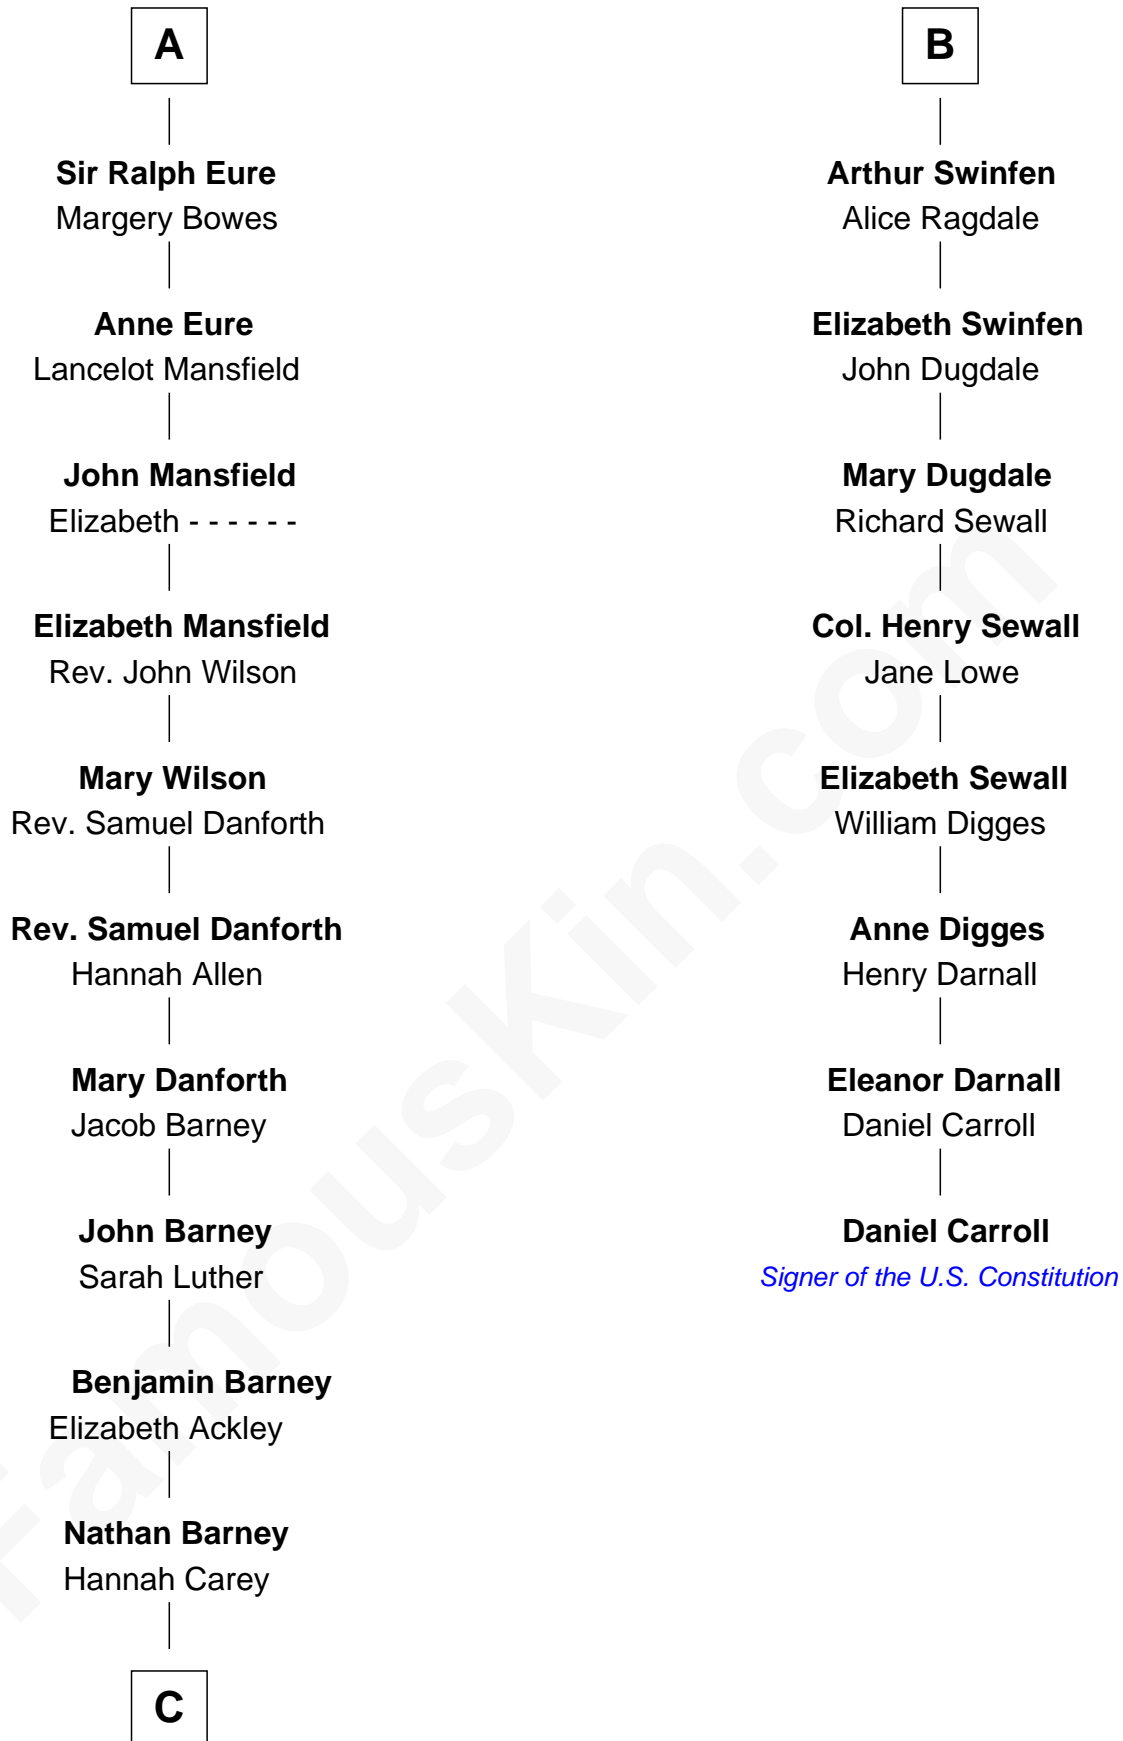 A
Sir Ralph Eure
Margery Bowes
Anne Eure
Lancelot Mansfield
John Mansfield
Elizabeth - - - - - -
Elizabeth Mansfield
Rev. John Wilson
Mary Wilson
Rev. Samuel Danforth
Rev. Samuel Danforth
Hannah Allen
Mary Danforth
Jacob Barney
John Barney
Sarah Luther
Benjamin Barney
Elizabeth Ackley
Nathan Barney
Hannah Carey
C
B
Arthur Swinfen
Alice Ragdale
Elizabeth Swinfen
John Dugdale
Mary Dugdale
Richard Sewall
Col. Henry Sewall
Jane Lowe
Elizabeth Sewall
William Digges
Anne Digges
Henry Darnall
Eleanor Darnall
Daniel Carroll
Daniel Carroll
Signer of the U.S. Constitution
FamousKin.com